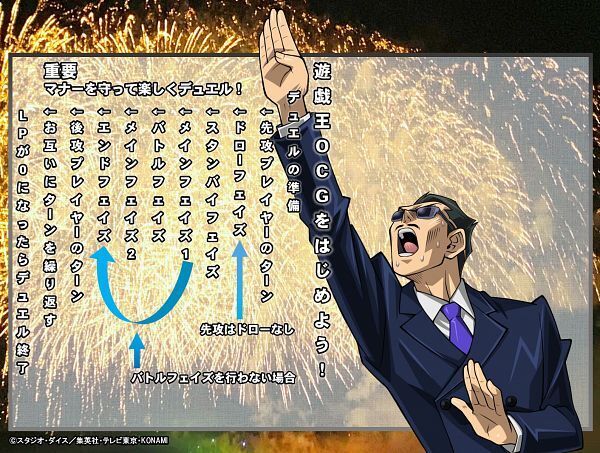 遊戯王OCGをはじめよう！
デュエルの準備
←先攻プレイヤーのターン
←ドローフェイズ
←スタンバイフェイズ
←メインフェイズ1
←バトルフェイズ
←メインフェイズ2
←エンドフェイズ
←後攻プレイヤーのターン
←お互いにターンを繰り返す
LPが0になったらデュエル終了
重要
マナーを守って楽しくデュエル！
先攻はドローなし
バトルフェイズを行わない場合
©スタジオ・ダイス／集英社・テレビ東京・KONAMI